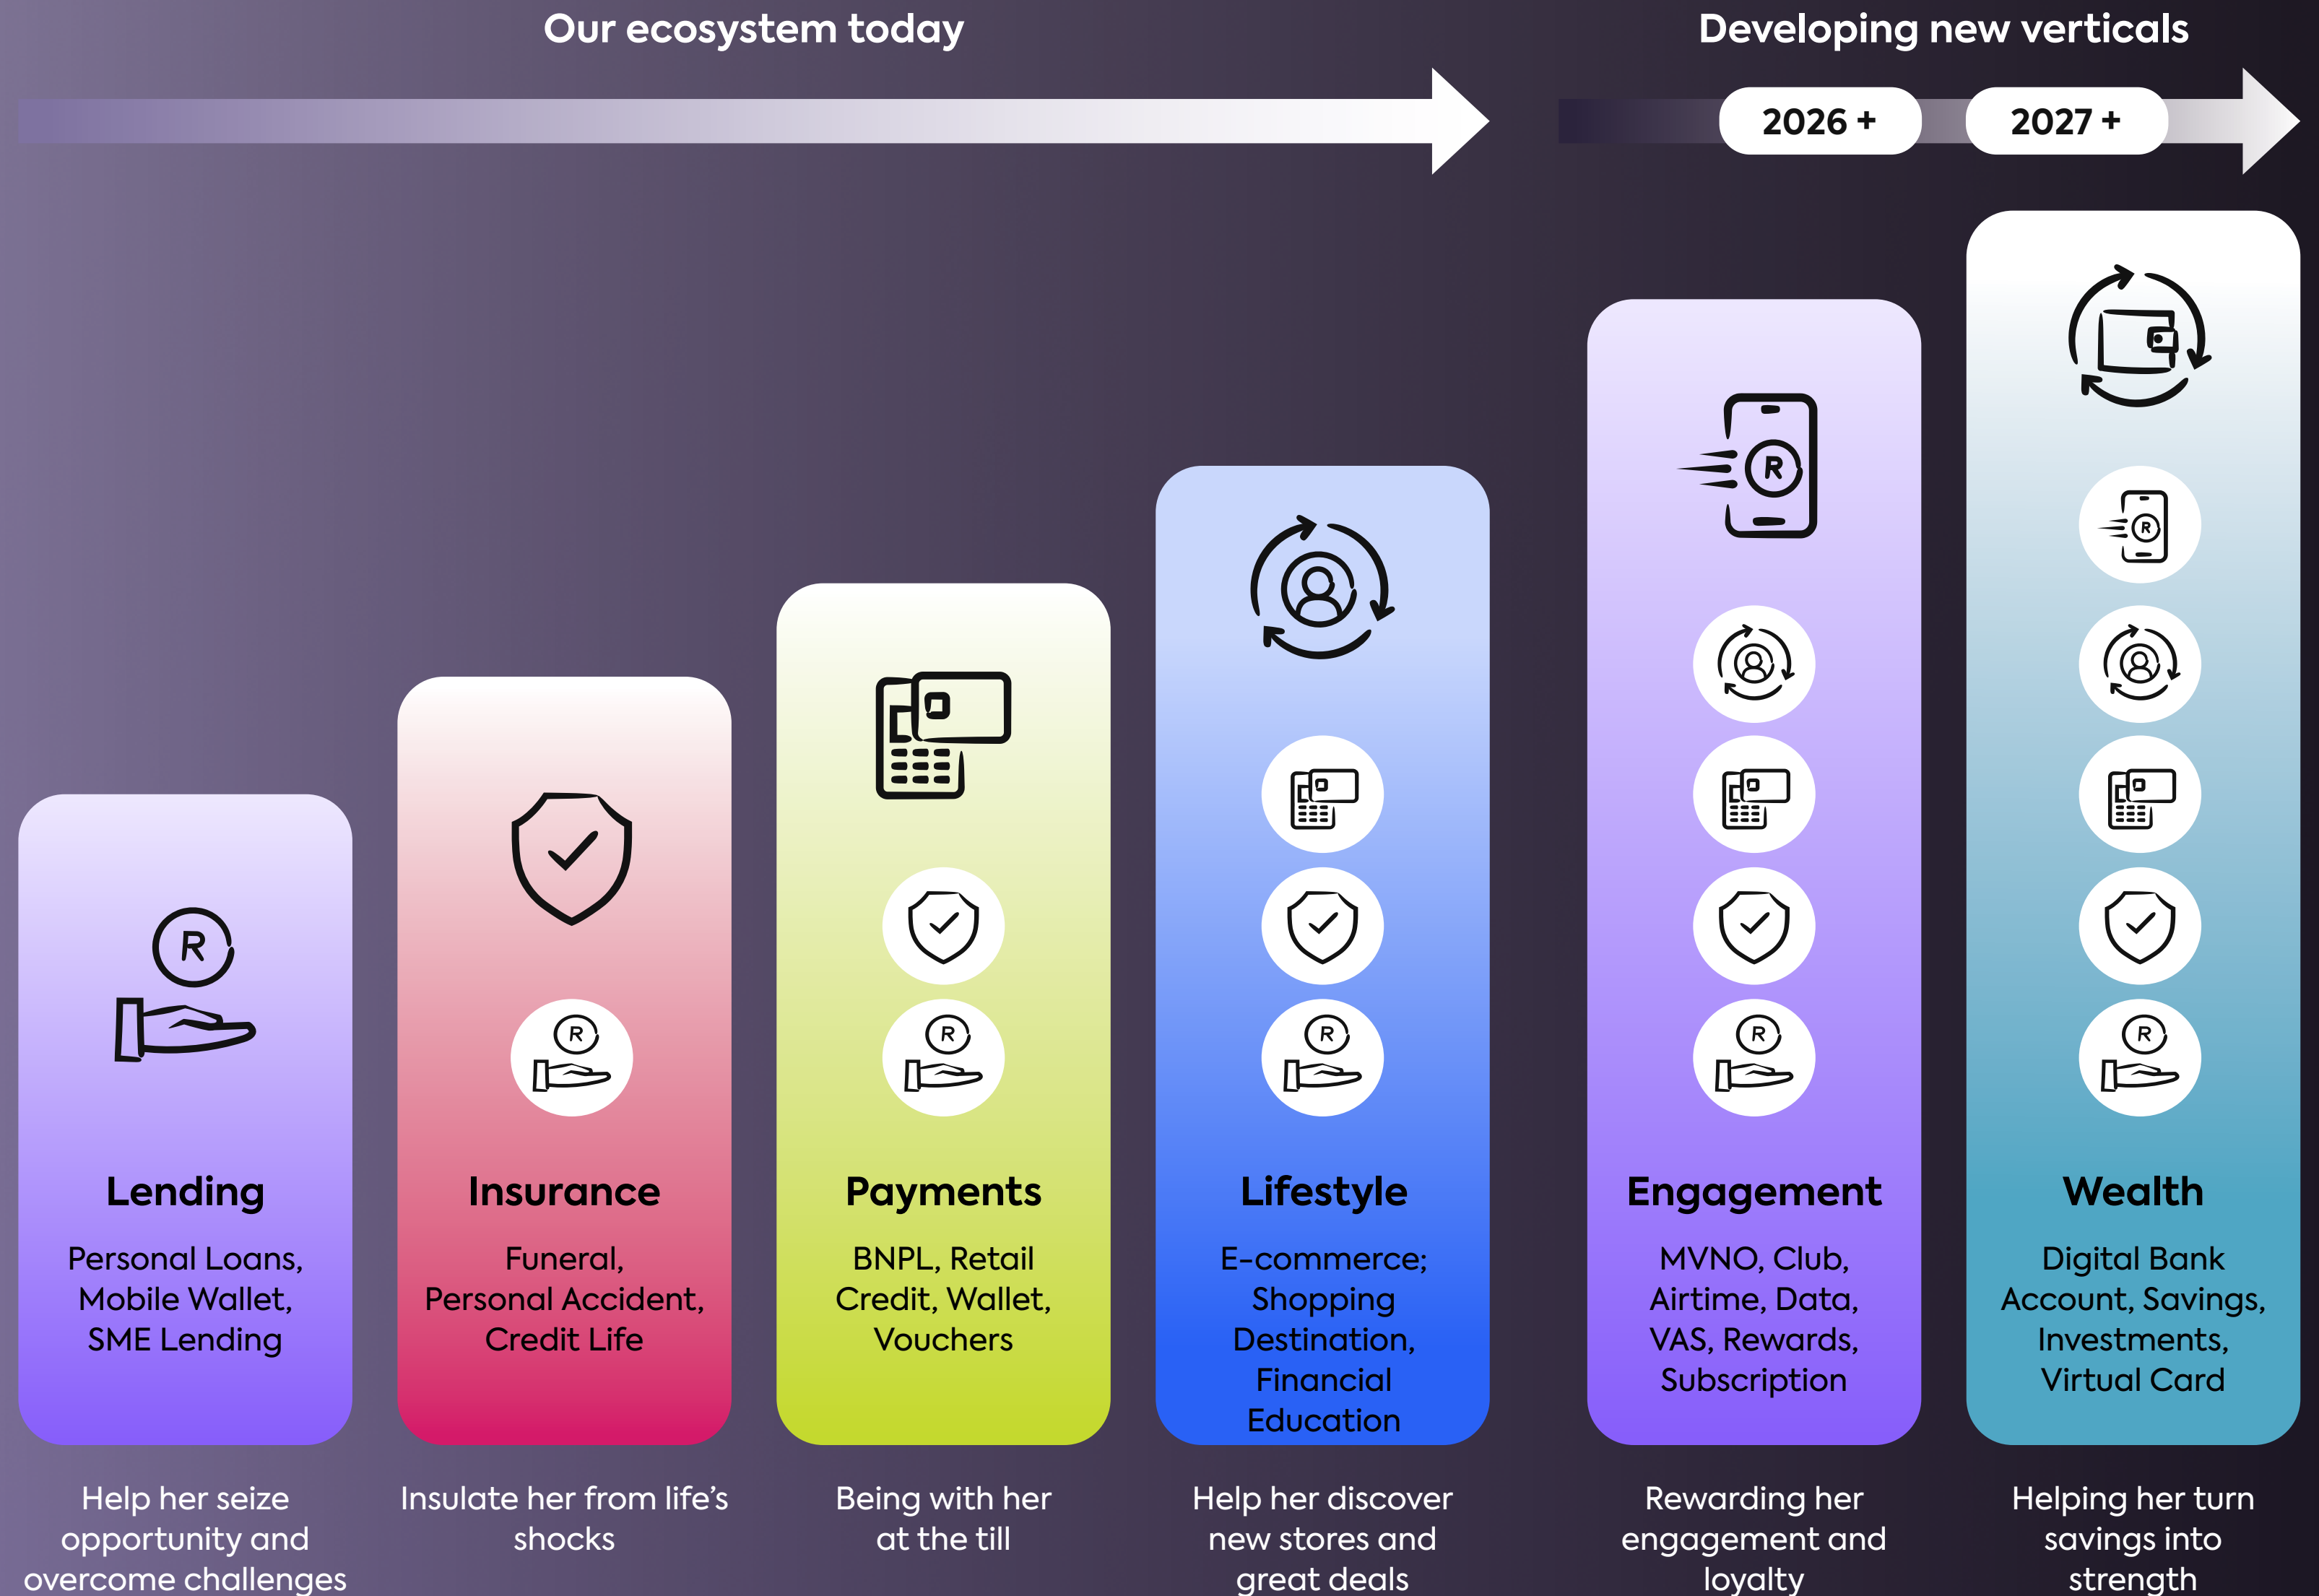 Our ecosystem today
Developing new verticals
2026 +
2027 +
R
R
R
R
R
R
R
R
Lending
Personal Loans,
Mobile Wallet,
SME Lending
Help her seize
opportunity and
overcome challenges
Insurance
Funeral,
Personal Accident,
Credit Life
Insulate her from life’s
shocks
Payments
BNPL, Retail
Credit, Wallet,
Vouchers
Being with her
at the till
Lifestyle
E-commerce;
Shopping
Destination,
Financial
Education
Help her discover
new stores and
great deals
Engagement
MVNO, Club,
Airtime, Data,
VAS, Rewards,
Subscription
Rewarding her
engagement and
loyalty
Wealth
Digital Bank
Account, Savings,
Investments,
Virtual Card
Helping her turn
savings into
strength